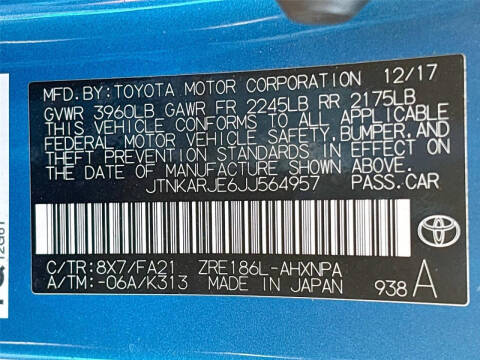 MFD.BY:TOYOTA MOTOR CORPORATION 12/17
GVWR 3960LB GAWR FR 2245LB RR 2175LB
THIS VEHICLE CONFORMS TO ALL APPLICABLE
FEDERAL MOTOR VEHICLE SAFETY,BUMPER,AND
THEFT PREVENTION STANDARDS IN EFFECT
ON THE DATE OF MANUFACTURE SHOWN ABOVE.
JTNKARJE6JJ564957 PASS.CAR
TOYOTA
C/TR:8X7/FA21 ZRE186L-AHXNPA
A/TM:-06A/K313 MADE IN JAPAN 938 A